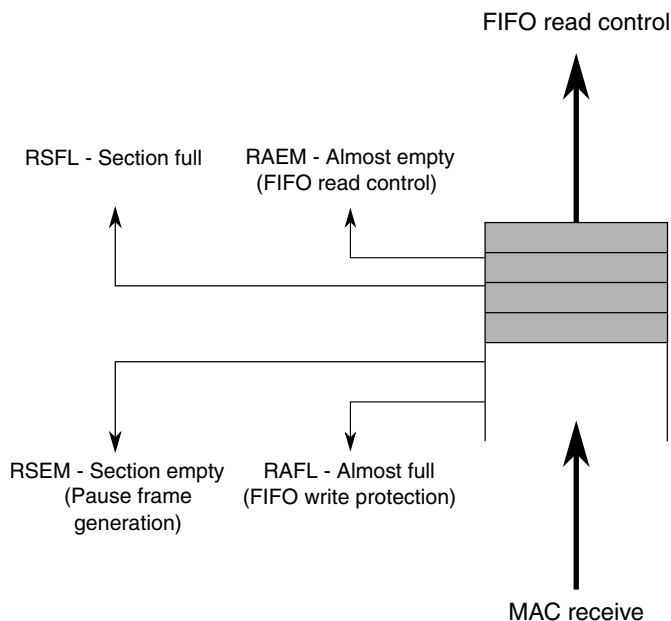 FIFO read control
RSFL - Section full
RAEM - Almost empty
(FIFO read control)
RSEM - Section empty
(Pause frame
generation)
RAFL - Almost full
(FIFO write protection)
MAC receive